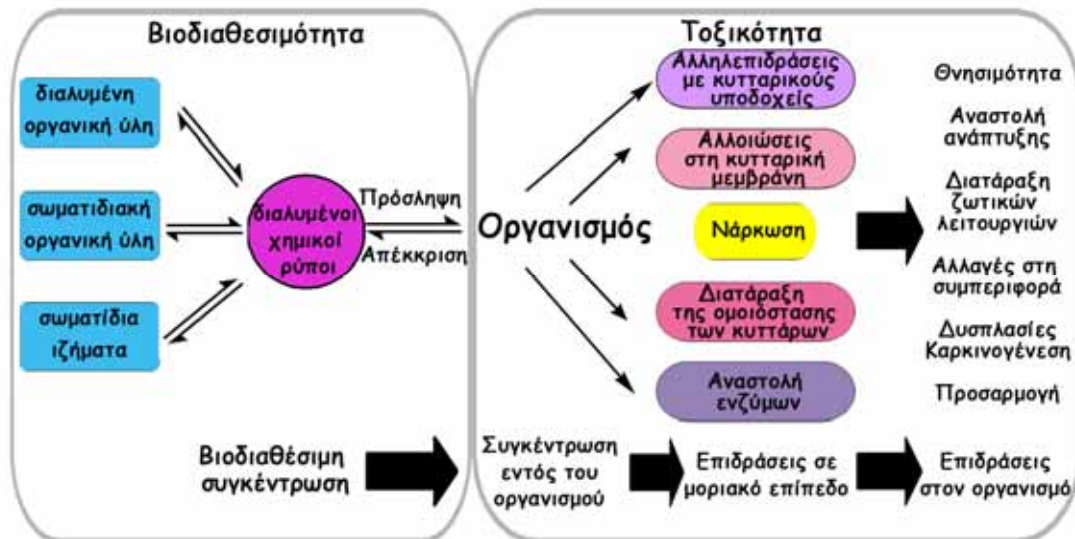 Βιοδιαθεσιμότητα
διαλυμένη
οργανική ύλη
σωματιδιακή
οργανική ύλη
σωματίδια
ιζήματα
διαλυμένοι
χημικοί
ρύποι
Πρόσληψη
Απέκκριση
Βιοδιαθέσιμη
συγκέντρωση
Τοξικότητα
Οργανισμός
Αλληλεπιδράσεις
με κυτταρικούς
υποδοχείς
Αλλοιώσεις
στη κυτταρική
μεμβράνη
Νάρκωση
Διατάραξη
της ομοιόστασης
των κυττάρων
Αναστολή
ενζύμων
Θνησιμότητα
Αναστολή
ανάπτυξης
Διατάραξη
ζωτικών
λειτουργιών
Αλλαγές στη
συμπεριφορά
Δυσπλασίες
Καρκινογένεση
Προσαρμογή
Συγκέντρωση
εντός του
οργανισμού
Επιδράσεις σε
μοριακό επίπεδο
Επιδράσεις
στον οργανισμό